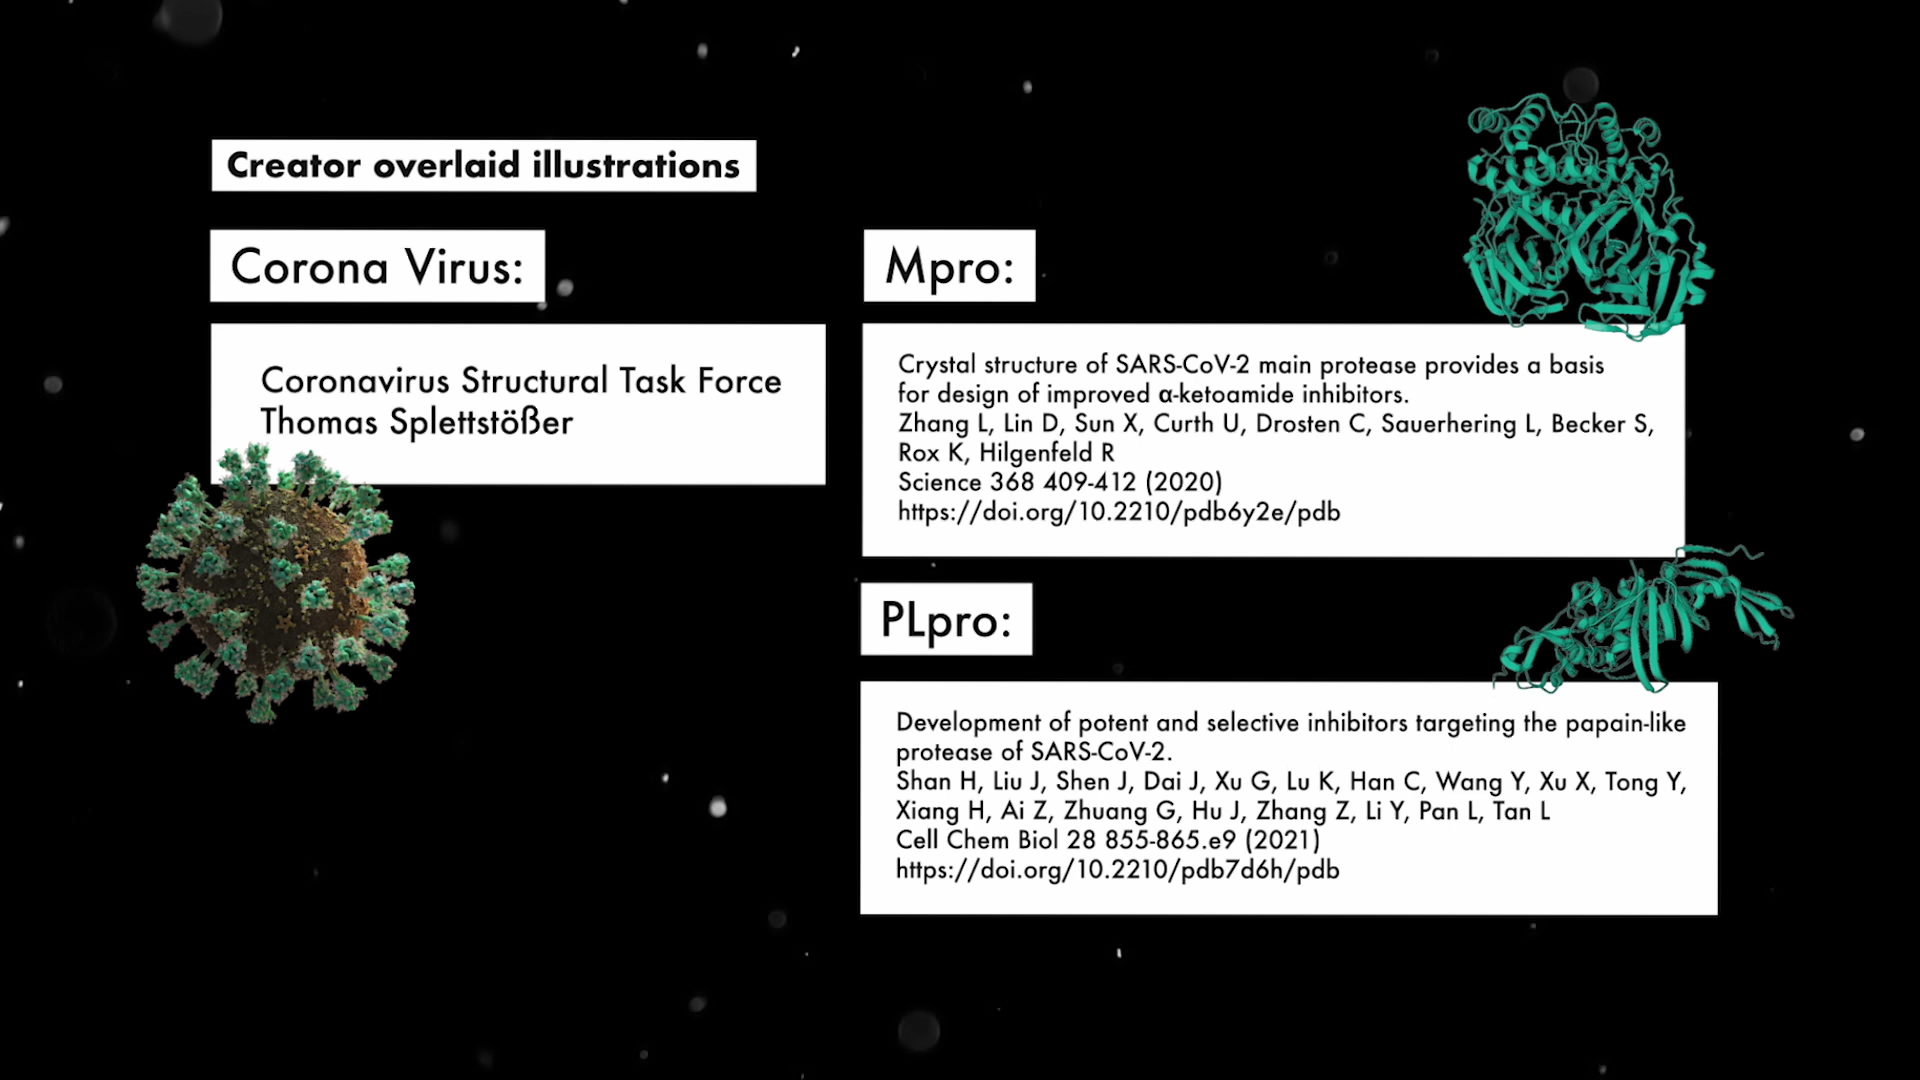 Creator overlaid illustrations
Corona Virus:
Coronavirus Structural Task Force
Thomas Splettstößer
Mpro:
Crystal structure of SARS-CoV-2 main protease provides a basis
for design of improved α-ketoamide inhibitors.
Zhang L, Lin D, Sun X, Curth U, Drosten C, Sauerhering L, Becker S,
Rox K, Hilgenfeld R
Science 368 409-412 (2020)
https://doi.org/10.2210/pdb6y2e/pdb
PLpro:
Development of potent and selective inhibitors targeting the papain-like
protease of SARS-CoV-2.
Shan H, Liu J, Shen J, Dai J, Xu G, Lu K, Han C, Wang Y, Xu X, Tong Y,
Xiang H, Ai Z, Zhuang G, Hu J, Zhang Z, Li Y, Pan L, Tan L
Cell Chem Biol 28 855-865.e9 (2021)
https://doi.org/10.2210/pdb7d6h/pdb